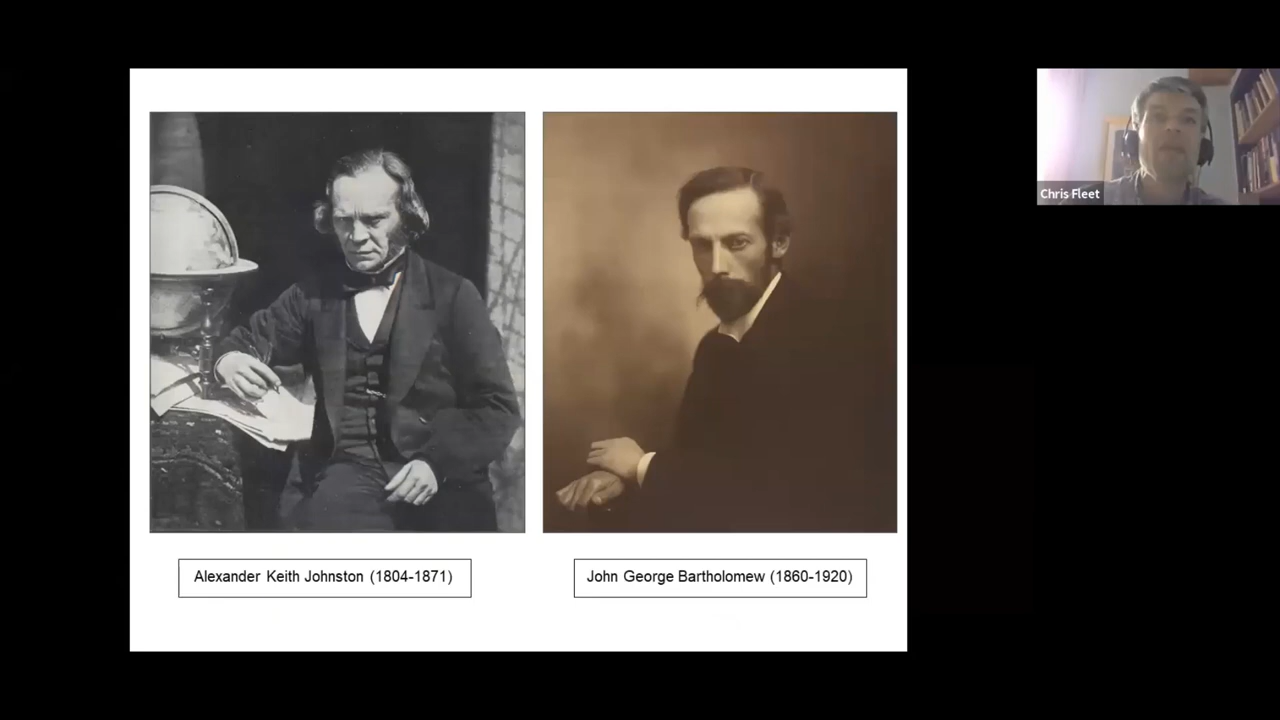 Chris Fleet
Alexander Keith Johnston (1804-1871)
John George Bartholomew (1860-1920)